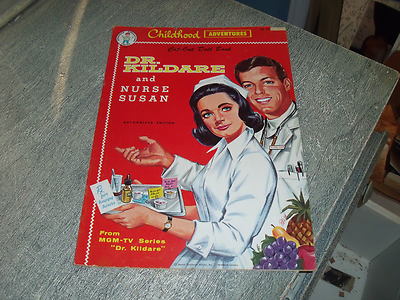 Childhood ADVENTURES
Cut-Out Doll Book
DR.
KILDARE
and
NURSE
SUSAN
AUTHORIZED EDITION
From
MGM-TV Series
"Dr. Kildare"